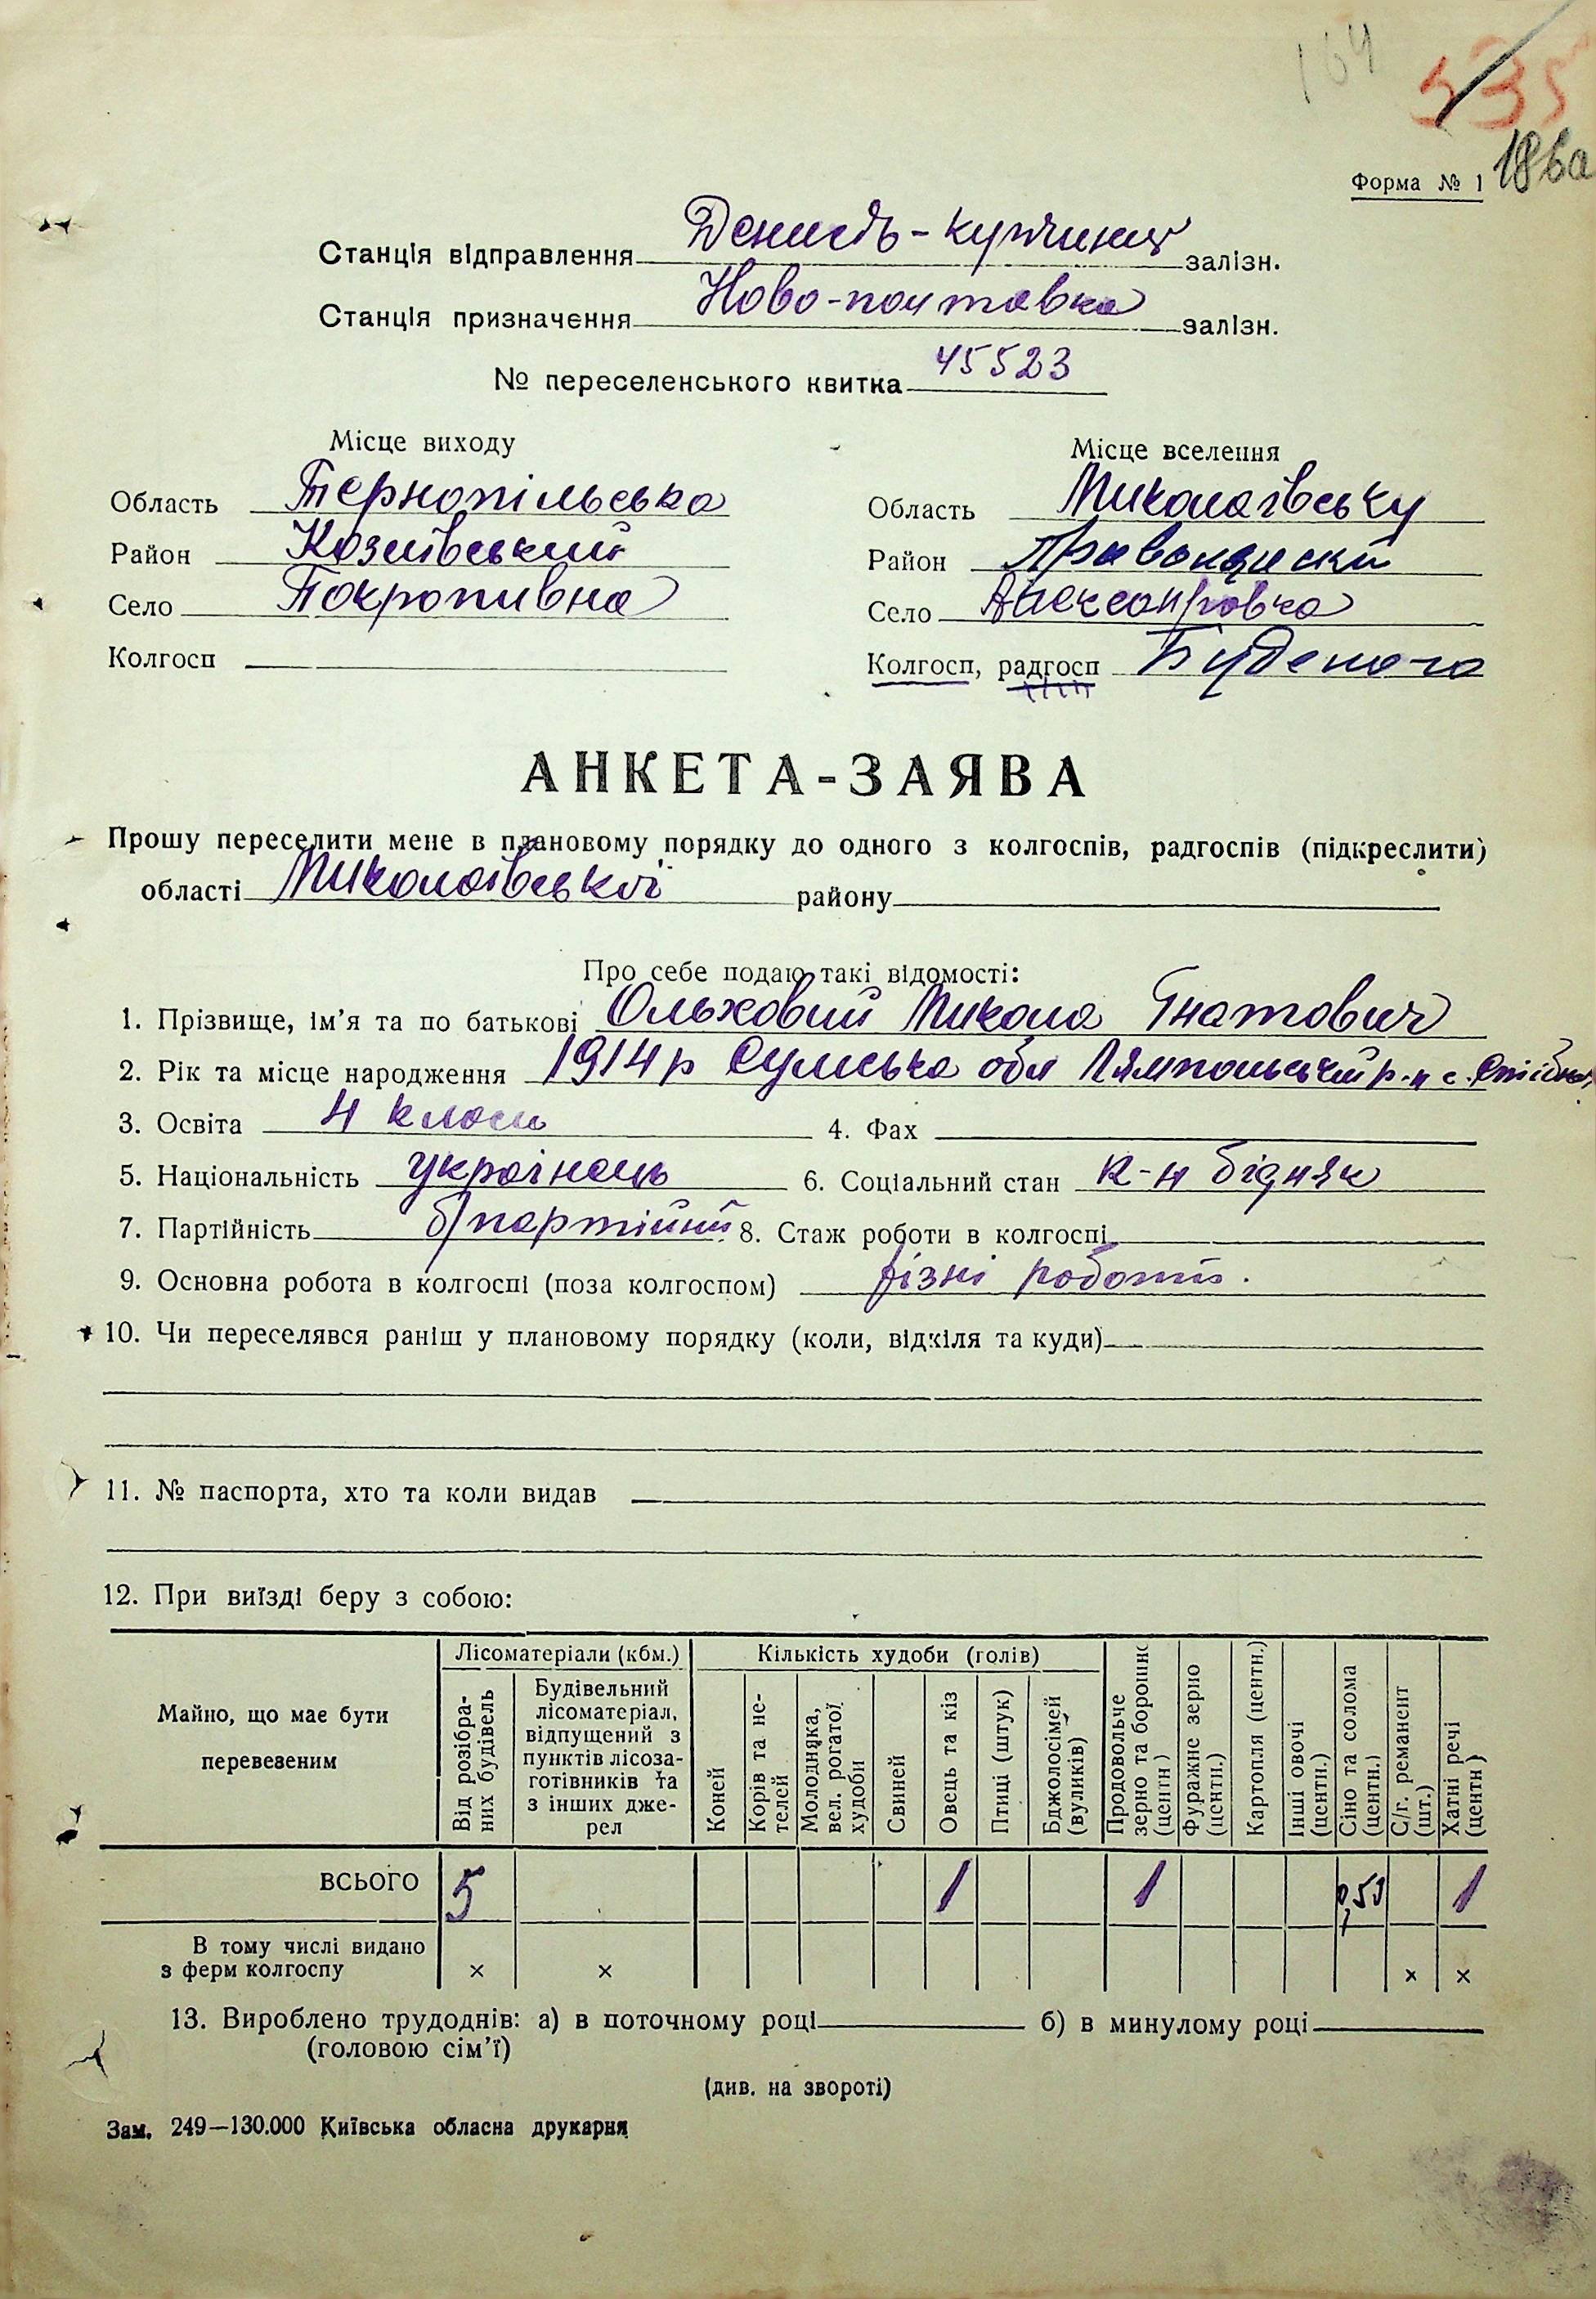 164
535
186а
Форма № 1
Станція відправлення Денисів-купчинці залізн.
Станція призначення Ново-полтавка залізн.
№ переселенського квитка 45523
Місце виходу
Область Тернопільська
Район Козлівський
Село Покропивна
Колгосп
Місце вселення
Область Миколаївську
Район
Село Александровка
Колгосп, радгосп Буденого
АНКЕТА-ЗАЯВА
Прошу переселити мене в плановому порядку до одного з колгоспів, радгоспів (підкреслити)
області Миколаївської району
Про себе подаю такі відомості:
1. Прізвище, ім’я та по батькові Ольховий Микола Гнатович
2. Рік та місце народження 1914 р Сумська обл Лямпольський р-н с.
3. Освіта 4 класи 4. Фах
5. Національність українець 6. Соціальний стан к-н бідняк
7. Партійність б/партійний 8. Стаж роботи в колгоспі
9. Основна робота в колгоспі (поза колгоспом) різні роботи.
10. Чи переселявся раніш у плановому порядку (коли, відкіля та куди)
11. № паспорта, хто та коли видав
12. При виїзді беру з собою:
Майно, що має бути перевезеним
Лісоматеріали (кбм.)
Від розібраних будівель
Будівельний лісоматеріал, відпущений з пунктів лісозаготівників та з інших джерел
Кількість худоби (голів)
Коней
Корів та нетелей
Молодняка, вел. рогатої худоби
Свиней
Овець та кіз
Птиці (штук)
Бджолосімей (вуликів)
Продовольче зерно та борошно (центн)
Фуражне зерно (центн.)
Картопля (центн.)
Інші овочі (центн.)
Сіно та солома (центн.)
С/г. реманент (шт.)
Хатні речі (центн)
ВСЬОГО 5 1 1 1
В тому числі видано
з ферм колгоспу × × × ×
13. Вироблено трудоднів: а) в поточному році б) в минулому році
(головою сім’ї)
(див. на звороті)
Зам. 249—130.000 Київська обласна друкарня